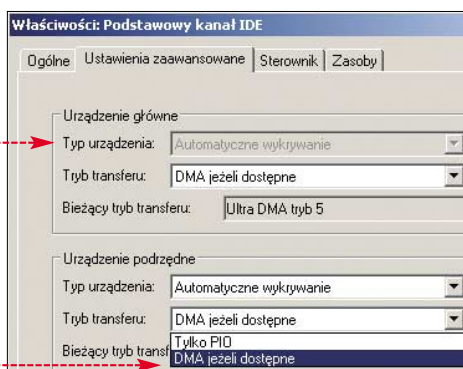 Właściwości: Podstawowy kanał IDE
Ogólne Ustawienia zaawansowane Sterownik Zasoby
Urządzenie główne
Typ urządzenia: Automatyczne wykrywanie
Tryb transferu: DMA jeżeli dostępne
Bieżący tryb transferu: Ultra DMA tryb 5
Urządzenie podrzędne
Typ urządzenia: Automatyczne wykrywanie
Tryb transferu: DMA jeżeli dostępne
Tylko PIO
Bieżący tryb transf DMA jeżeli dostępne